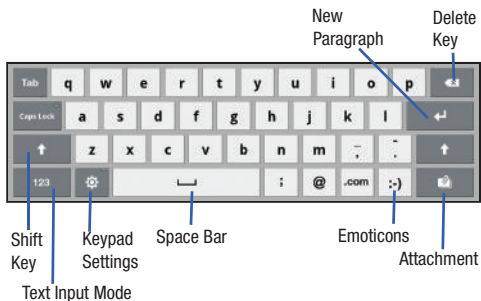 New Paragraph
Delete Key
Tab q w e r t y u i o p
Caps Lock a s d f g h j k l
z x c v b n m , .
123 ; @ .com :-)
Shift Key
Keypad Settings
Space Bar
Emoticons
Attachment
Text Input Mode